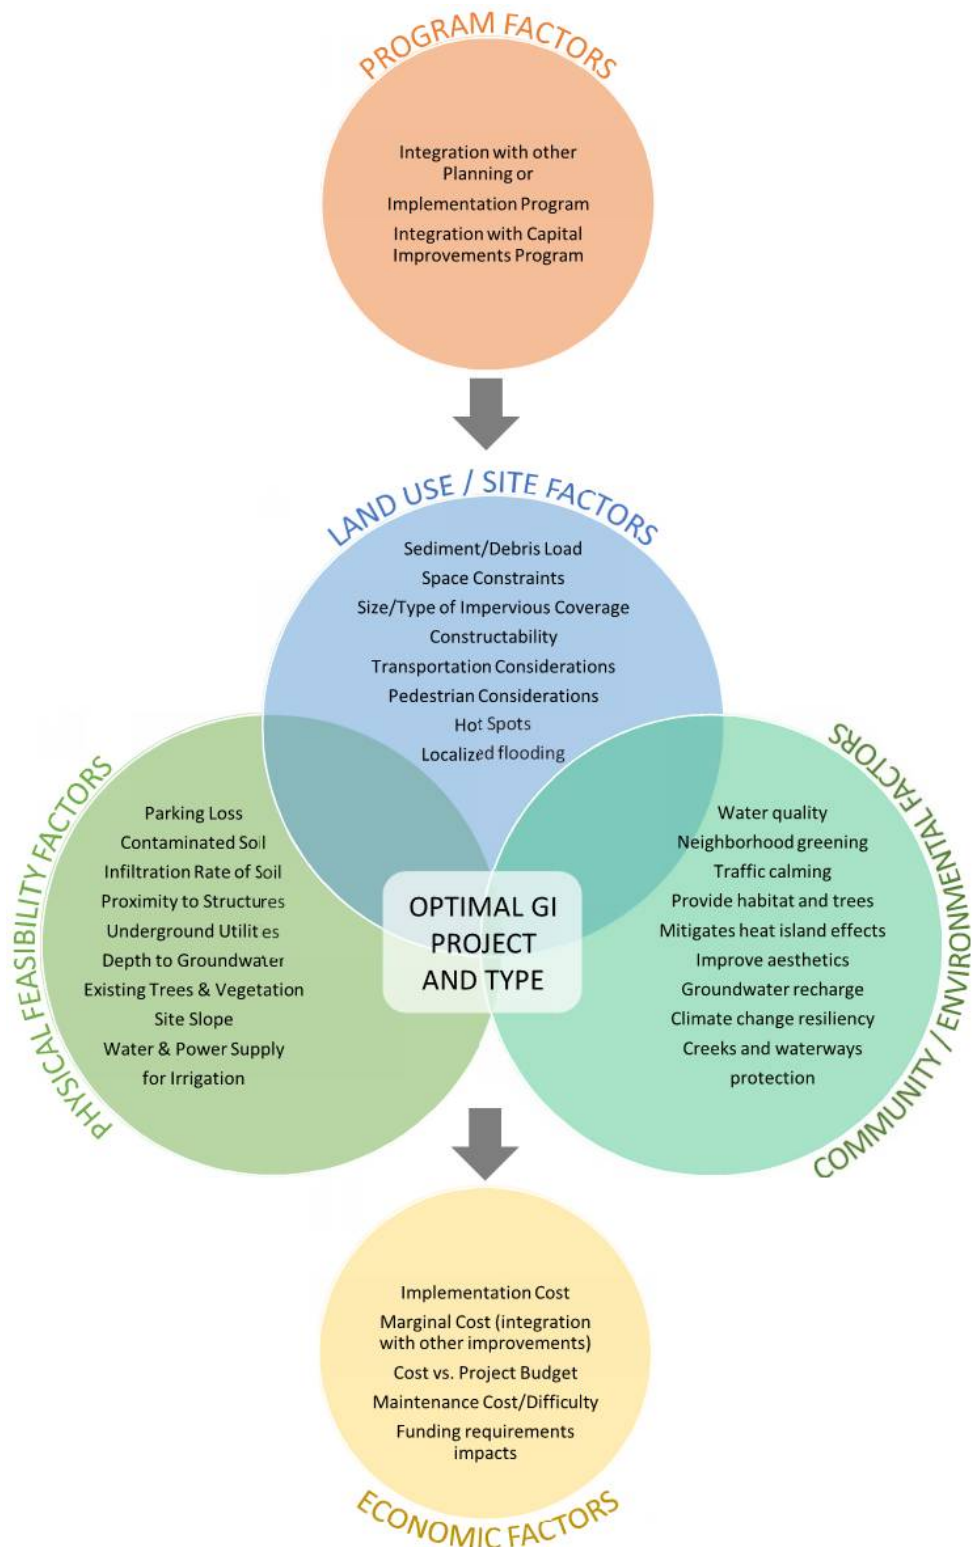 PROGRAM FACTORS
Integration with other
Planning or
Implementation Program
Integration with Capital
Improvements Program
LAND USE / SITE FACTORS
Sediment/Debris Load
Space Constraints
Size/Type of Impervious Coverage
Constructability
Transportation Considerations
Pedestrian Considerations
Hot Spots
Localized flooding
PHYSICAL FEASIBILITY FACTORS
Parking Loss
Contaminated Soil
Infiltration Rate of Soil
Proximity to Structures
Underground Utilities
Depth to Groundwater
Existing Trees & Vegetation
Site Slope
Water & Power Supply
for Irrigation
OPTIMAL GI
PROJECT
AND TYPE
COMMUNITY / ENVIRONMENTAL FACTORS
Water quality
Neighborhood greening
Traffic calming
Provide habitat and trees
Mitigates heat island effects
Improve aesthetics
Groundwater recharge
Climate change resiliency
Creeks and waterways
protection
Implementation Cost
Marginal Cost (integration
with other improvements)
Cost vs. Project Budget
Maintenance Cost/Difficulty
Funding requirements
impacts
ECONOMIC FACTORS